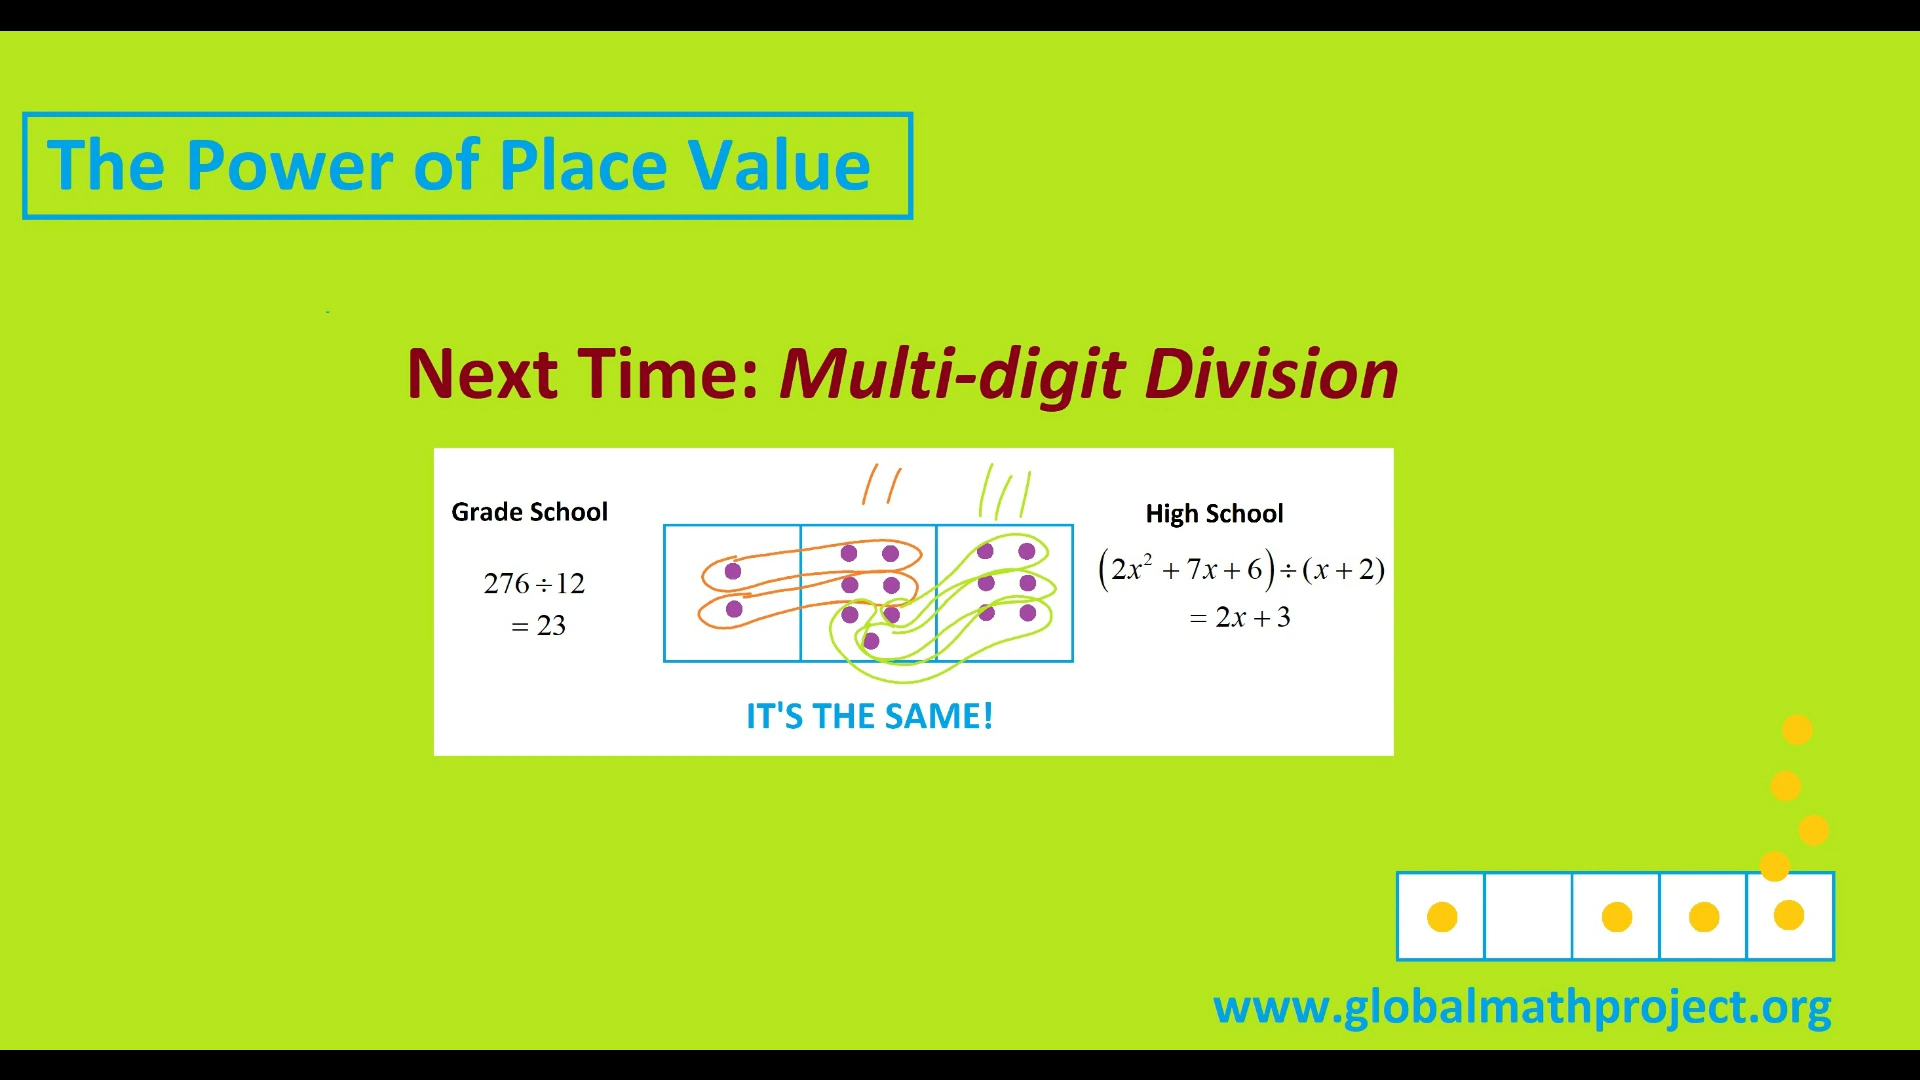 The Power of Place Value
Next Time: Multi-digit Division
Grade School
276 ÷ 12
= 23
IT'S THE SAME!
High School
(2x² + 7x + 6) ÷ (x + 2)
= 2x + 3
www.globalmathproject.org